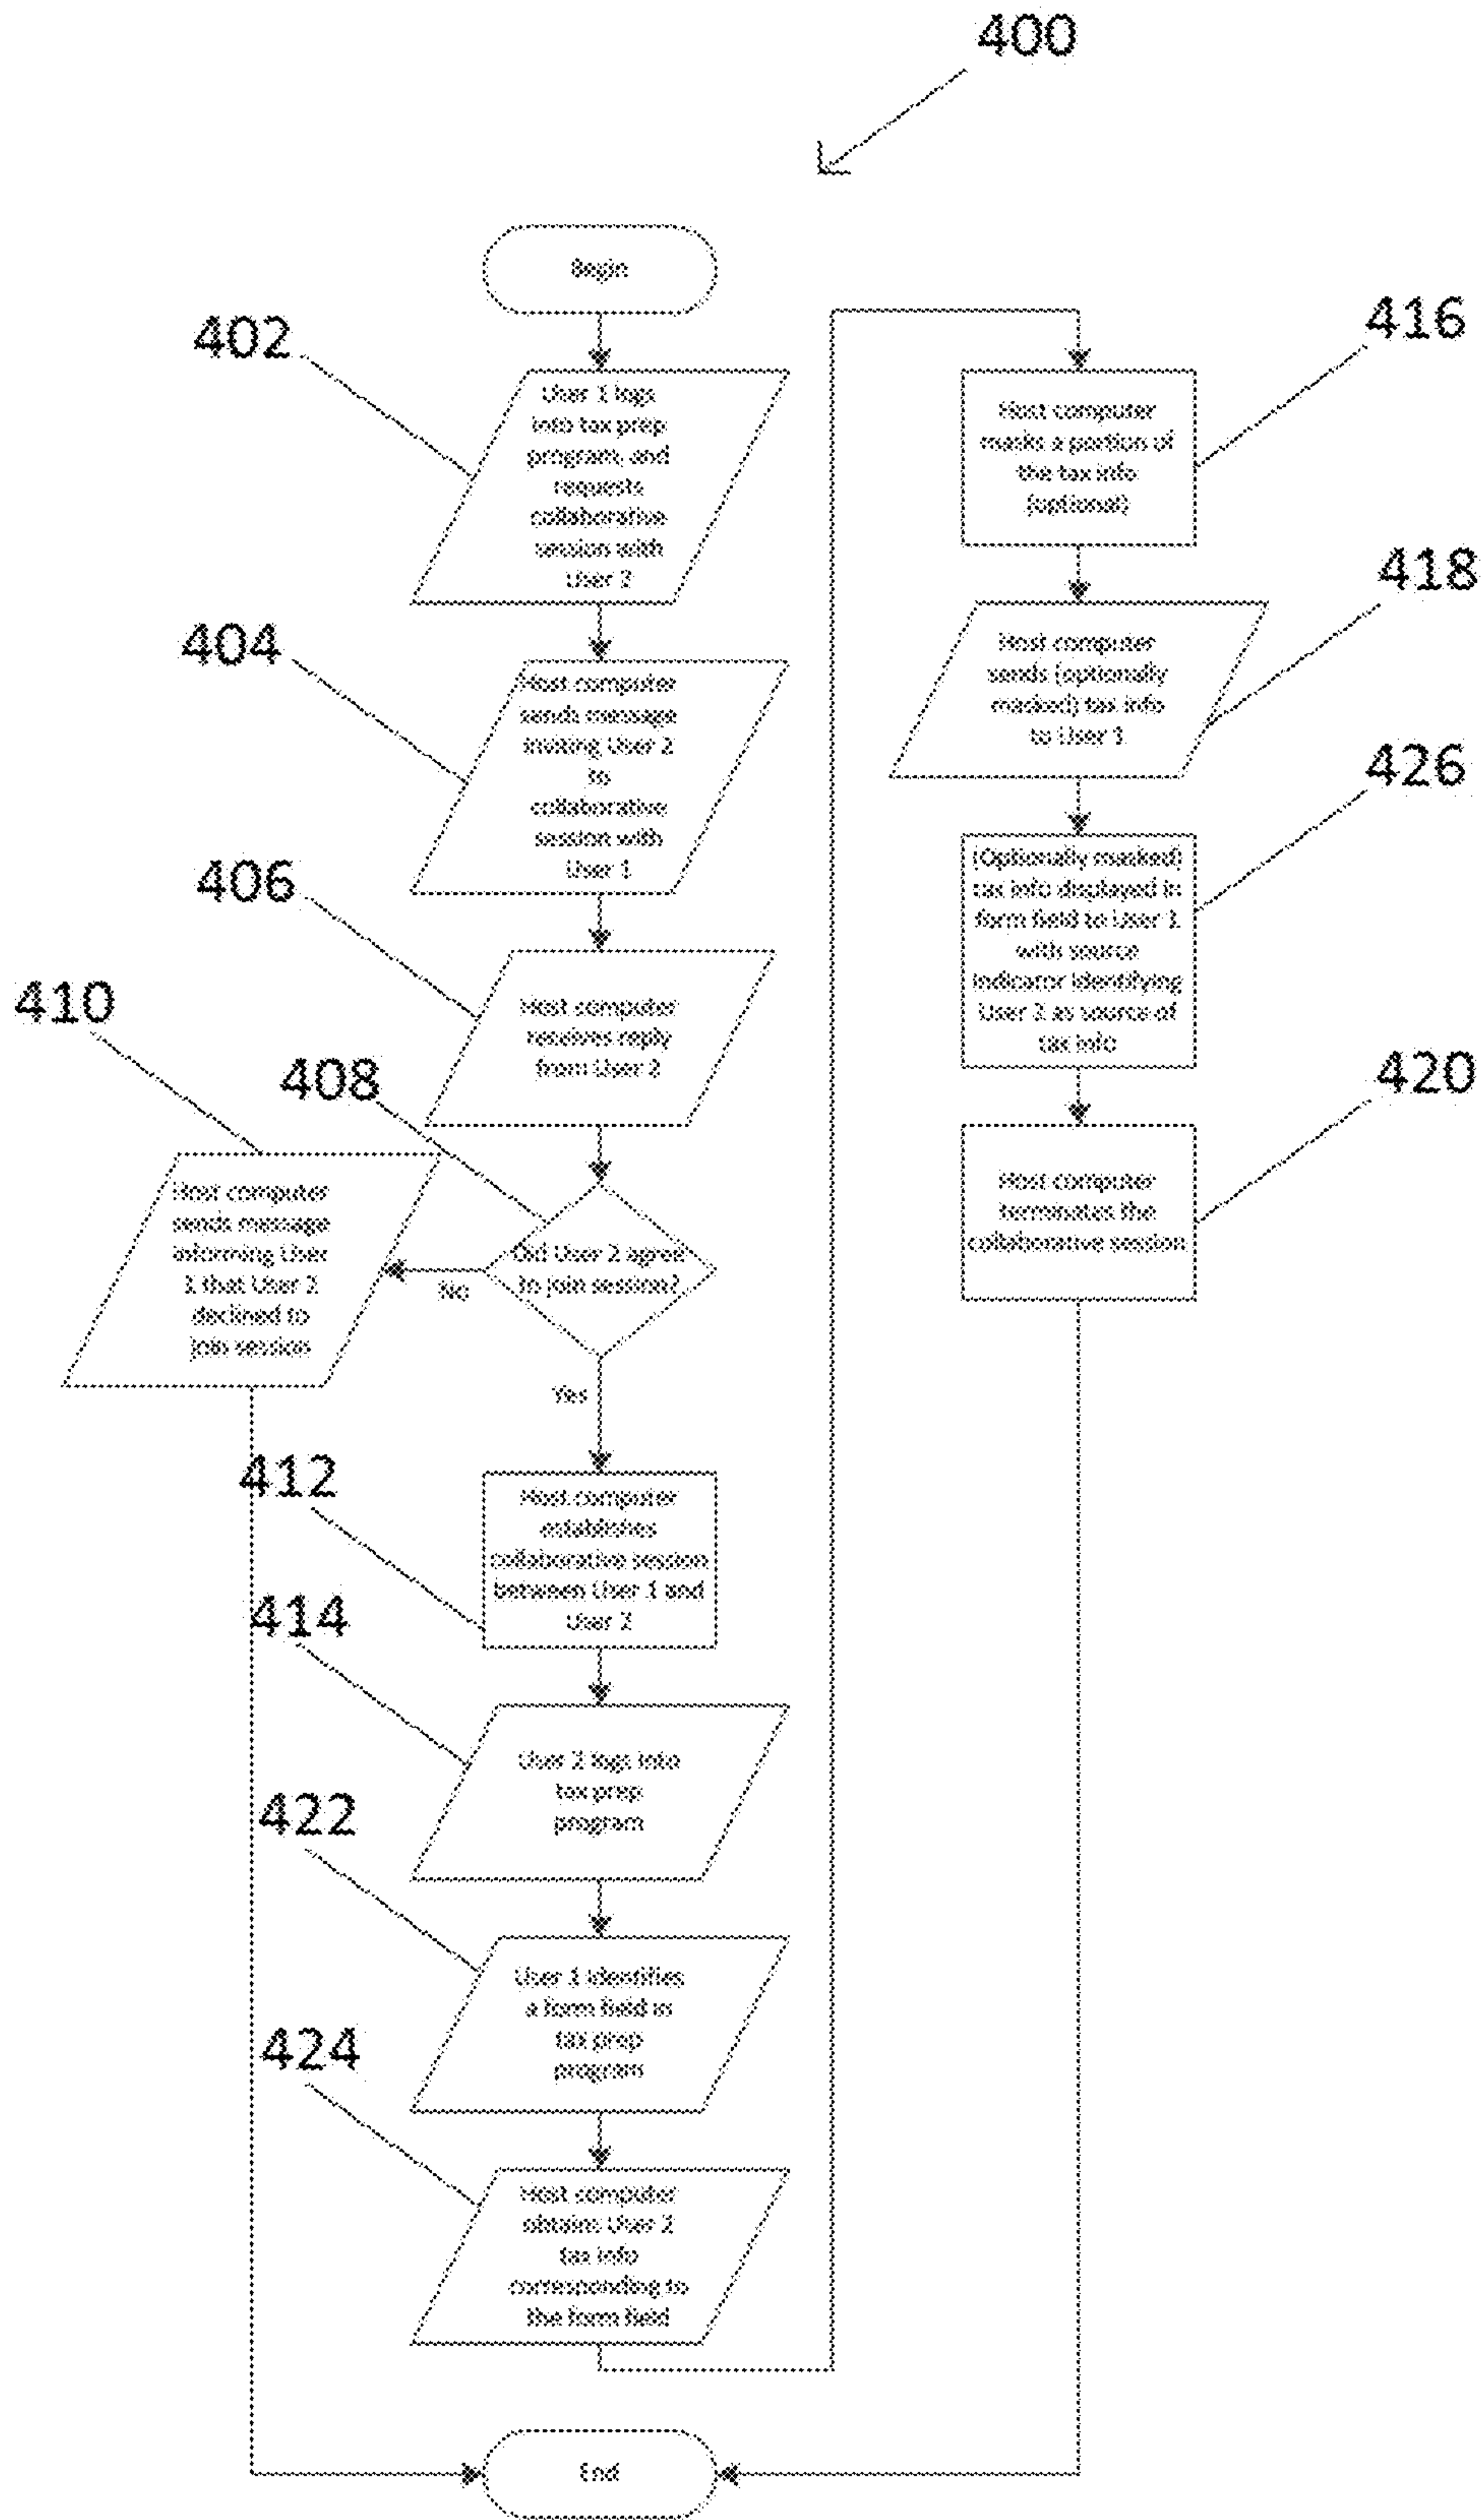 400
Begin
402
User 1 logs
into tax prep
program, and
requests
collaborative
session with
User 2
404
Host computer
sends message
inviting User 2
to
collaborative
session with
User 1
406
Host computer
receives reply
from User 2
408
Did User 2 agree
to join session?
No
Yes
410
Host computer
sends message
informing User
1 that User 2
declined to
join session
412
Host computer
establishes
collaborative session
between User 1 and
User 2
414
User 2 logs into
tax prep
program
422
User 1 identifies
a form field in
tax prep
program
424
Host computer
obtains User 2
tax info
corresponding to
the form field
416
Host computer
masks a portion of
the tax info
(optional)
418
Host computer
sends (optionally
masked) tax info
to User 1
426
(Optionally masked)
tax info displayed in
form field to User 1
with source
indicator identifying
User 2 as source of
tax info
420
Host computer
terminates the
collaborative session
End